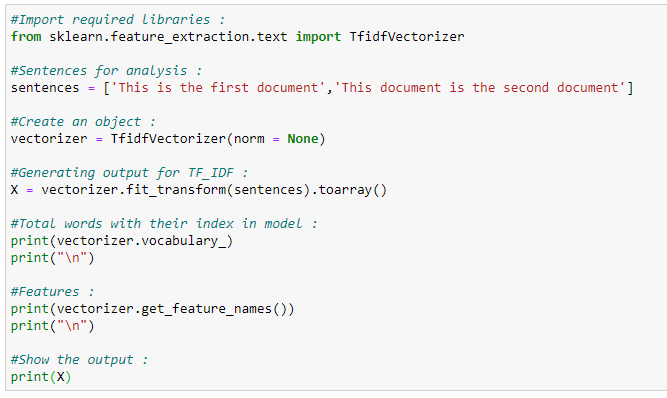 #Import required libraries :
from sklearn.feature_extraction.text import TfidfVectorizer
#Sentences for analysis :
sentences = ['This is the first document','This document is the second document']
#Create an object :
vectorizer = TfidfVectorizer(norm = None)
#Generating output for TF_IDF :
X = vectorizer.fit_transform(sentences).toarray()
#Total words with their index in model :
print(vectorizer.vocabulary_)
print("\n")
#Features :
print(vectorizer.get_feature_names())
print("\n")
#Show the output :
print(X)